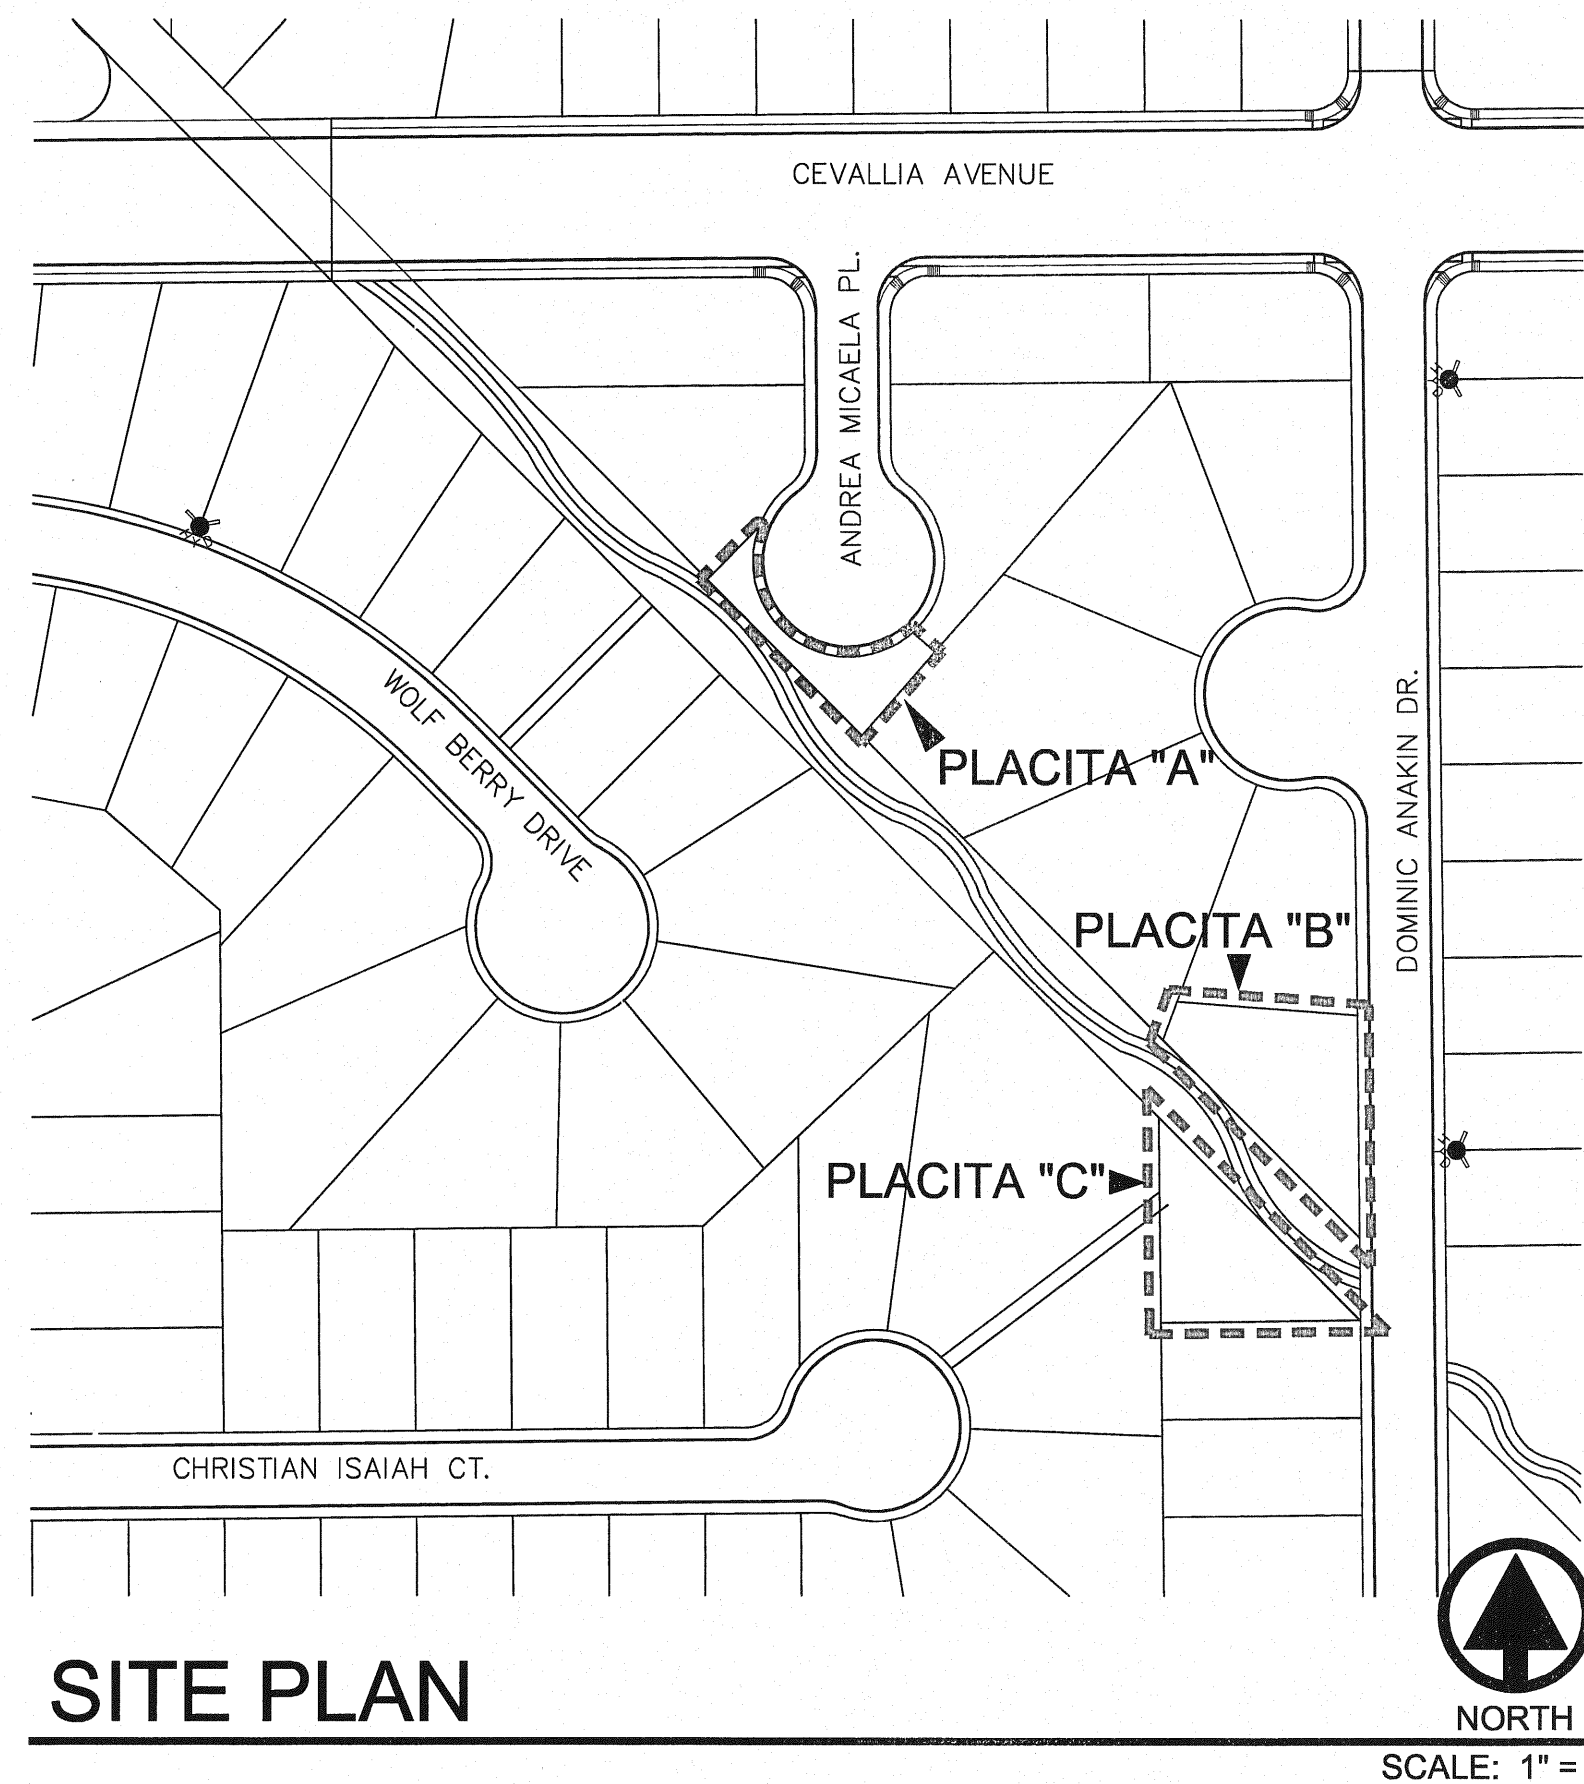 CEVALLIA AVENUE
ANDREA MICAELA PL.
WOLF BERRY DRIVE
PLACITA "A"
DOMINIC ANAKIN DR.
PLACITA "B"
PLACITA "C"
CHRISTIAN ISAIAH CT.
SITE PLAN
NORTH
SCALE: 1" =